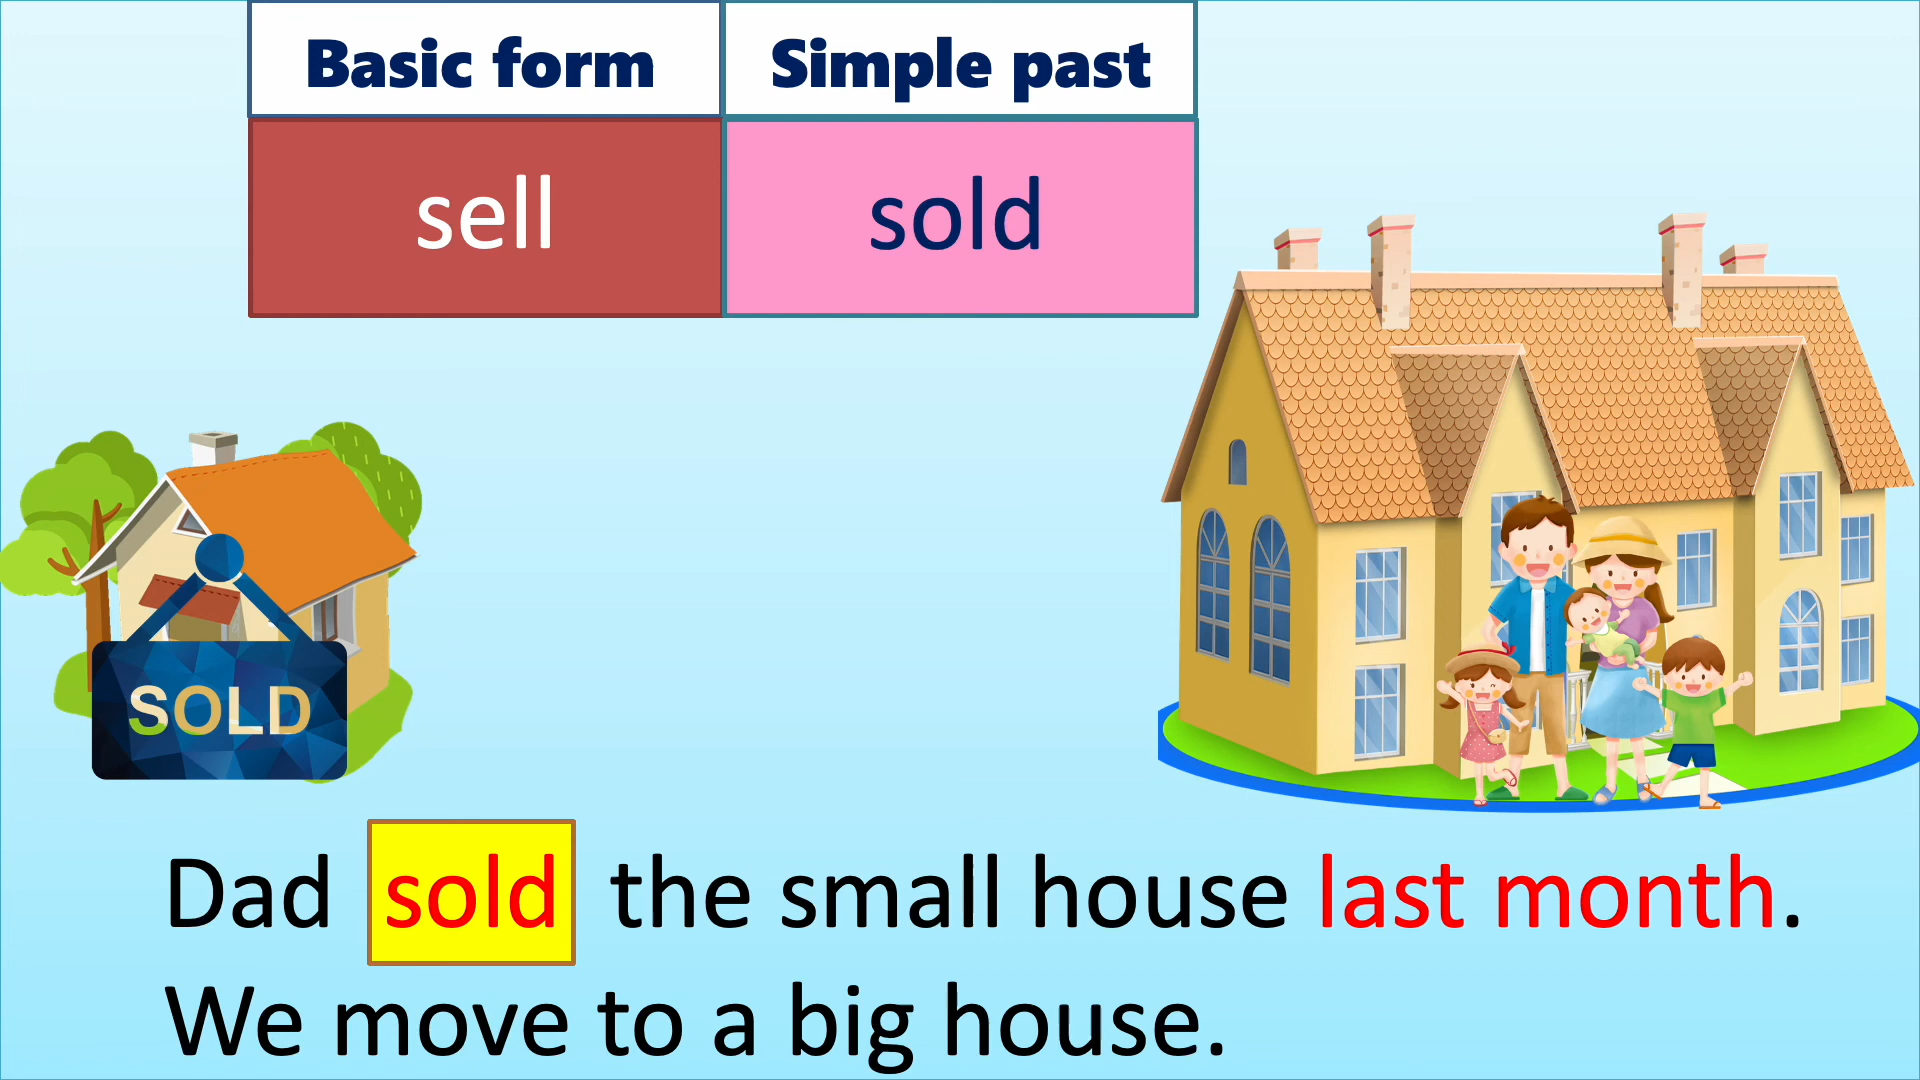 Basic form Simple past
sell sold
SOLD
Dad sold the small house last month.
We move to a big house.